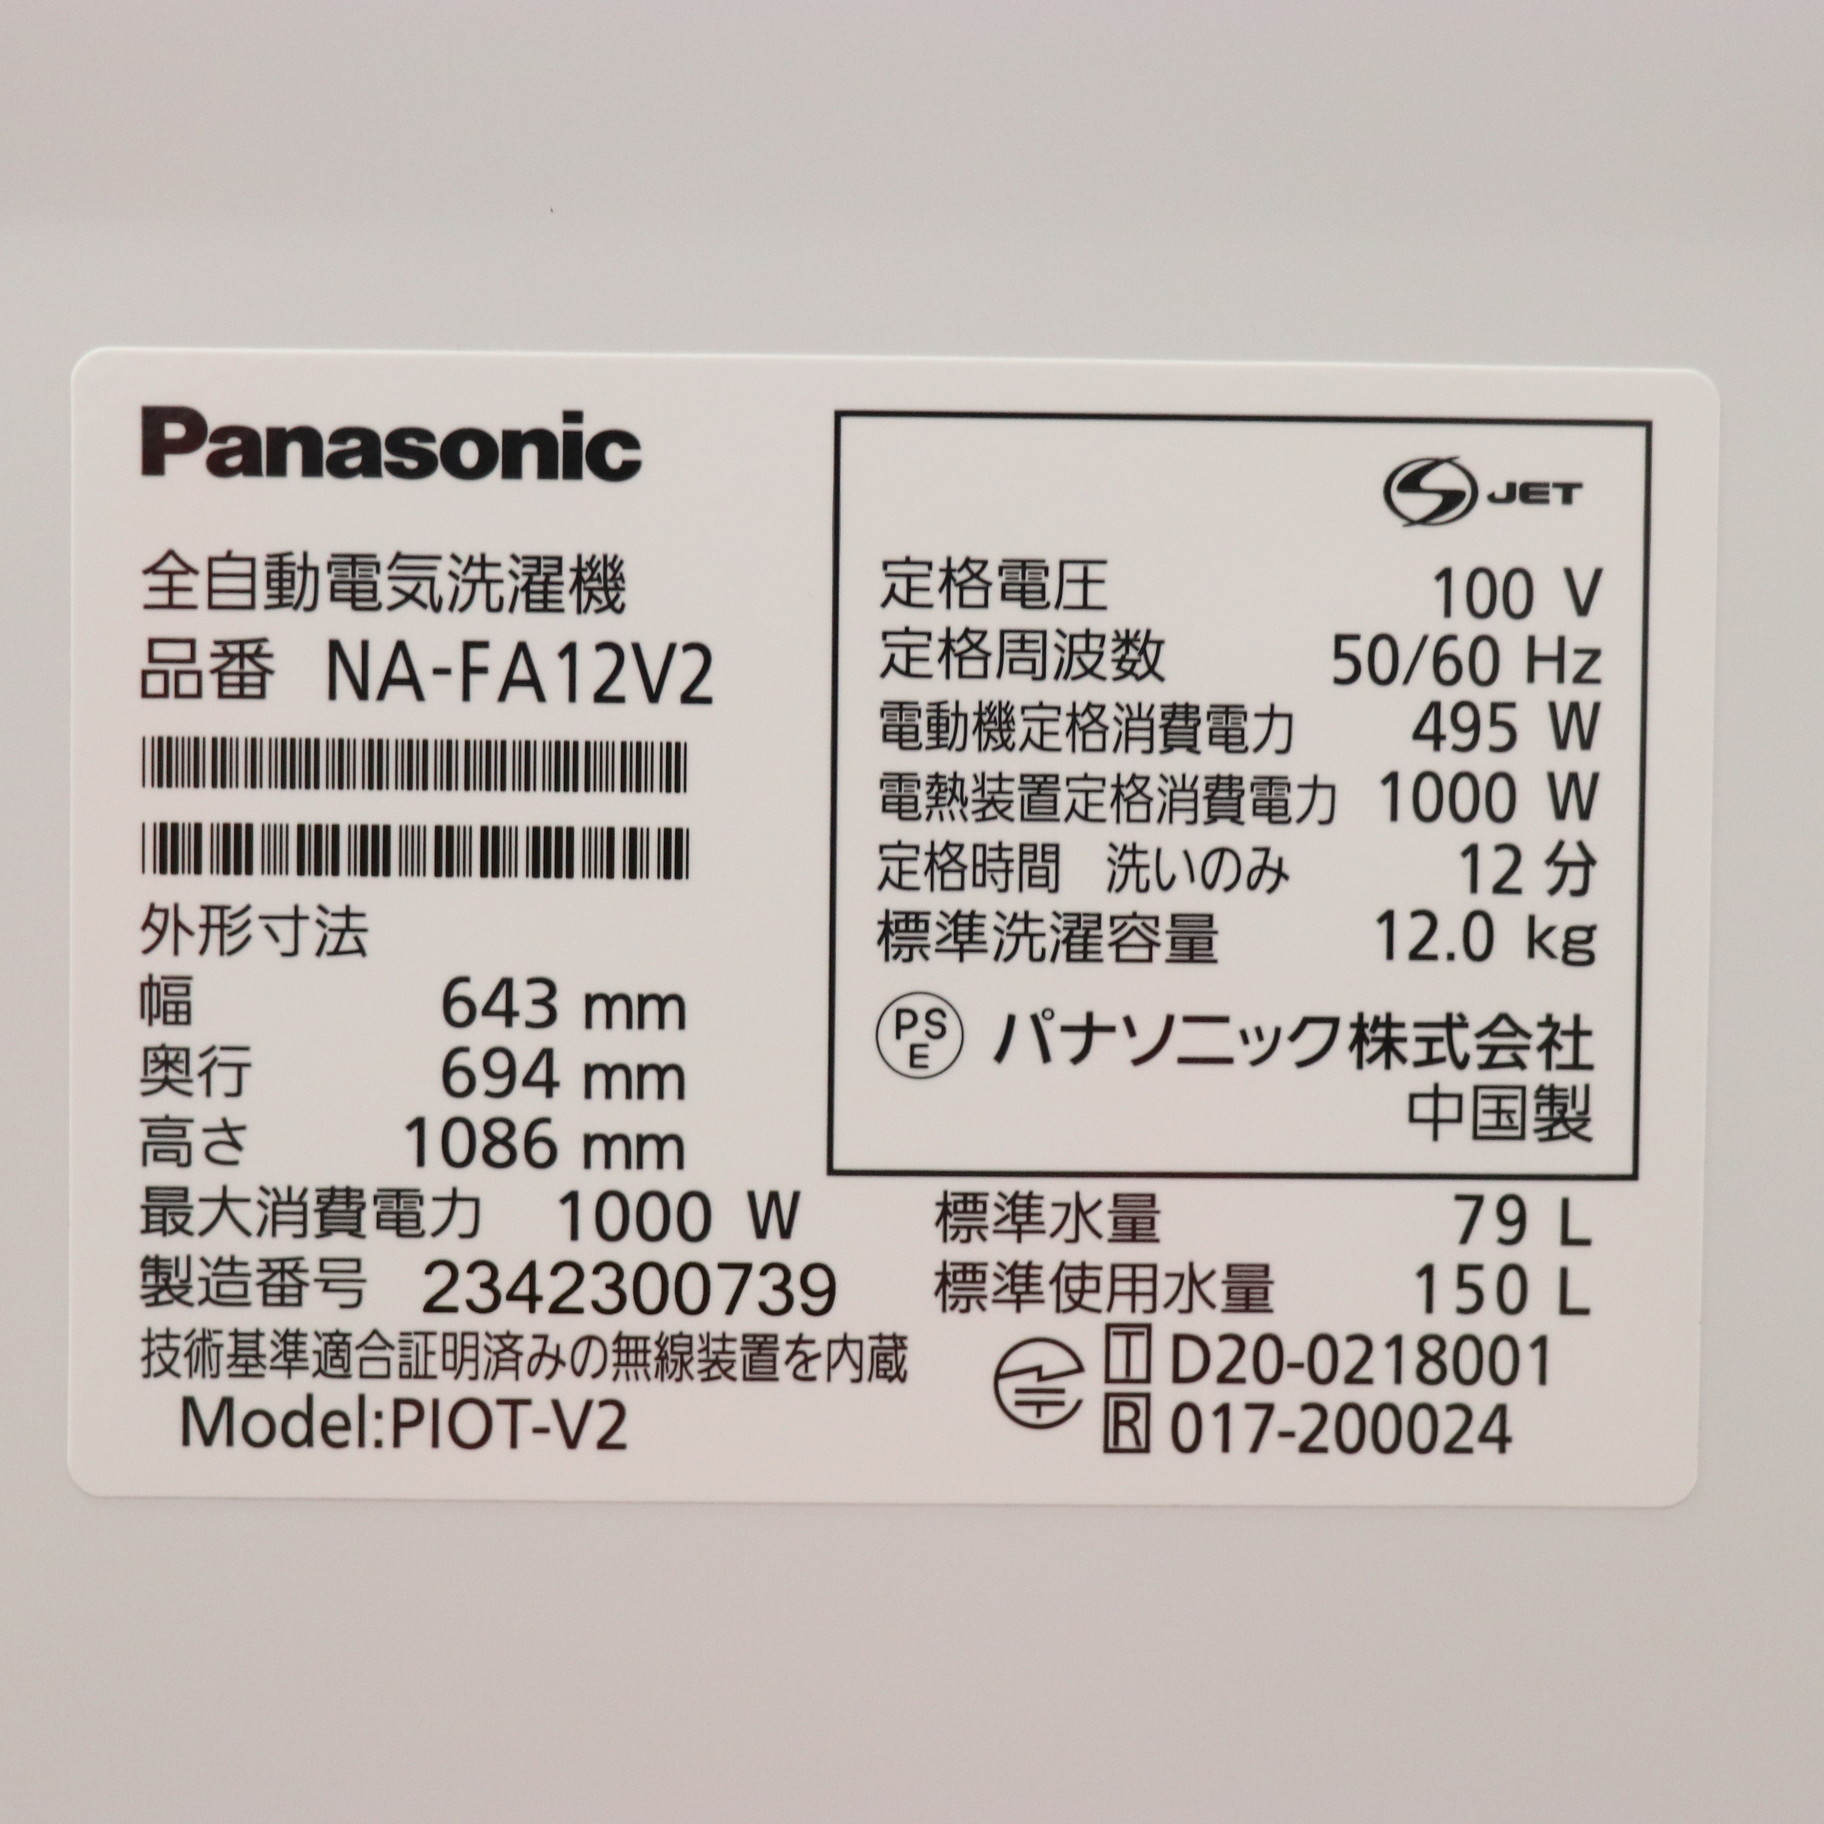 Panasonic
全自動電気洗濯機
品番 NA-FA12V2
外形寸法
幅 643 mm
奥行 694 mm
高さ 1086 mm
最大消費電力 1000 W
製造番号 2342300739
技術基準適合証明済みの無線装置を内蔵
Model:PIOT-V2
S JET
定格電圧 100 V
定格周波数 50/60 Hz
電動機定格消費電力 495 W
電熱装置定格消費電力 1000 W
定格時間 洗いのみ 12 分
標準洗濯容量 12.0 kg
PS E パナソニック株式会社
中国製
標準水量 79 L
標準使用水量 150 L
T D20-0218001
R 017-200024